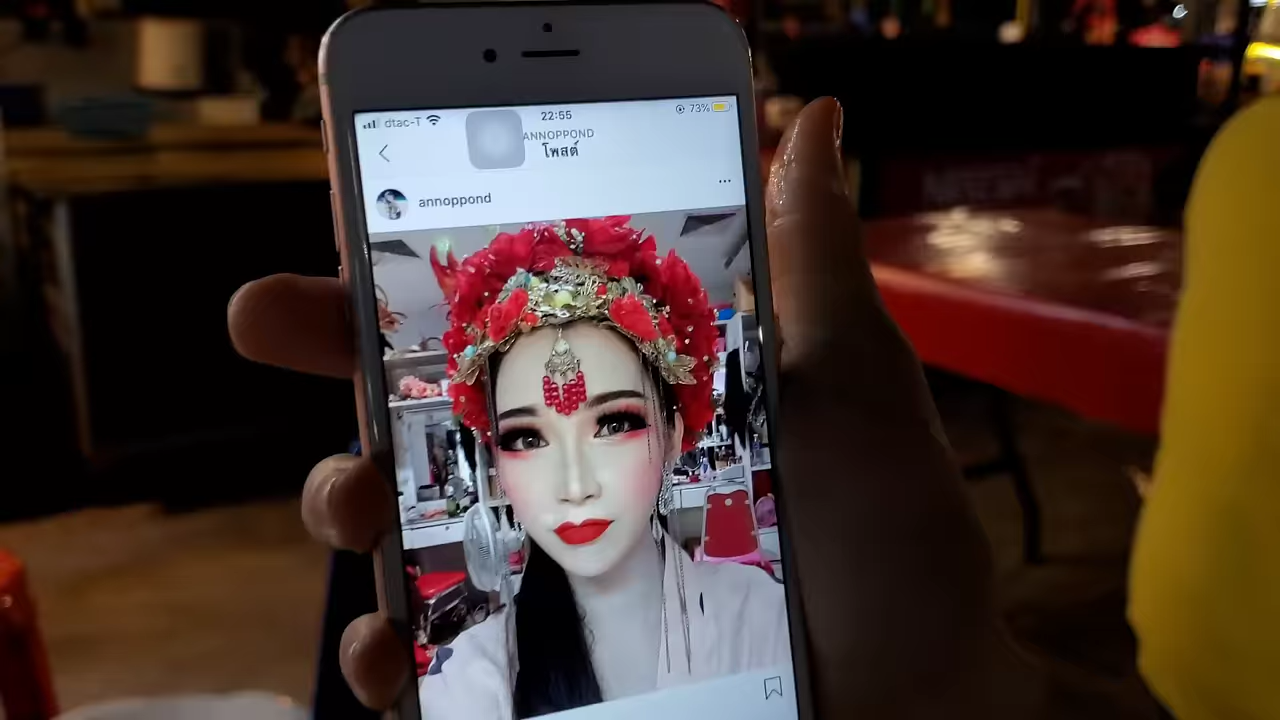 dtac-T 22:55 73%
ANNOPPOND
โพสต์
annoppond